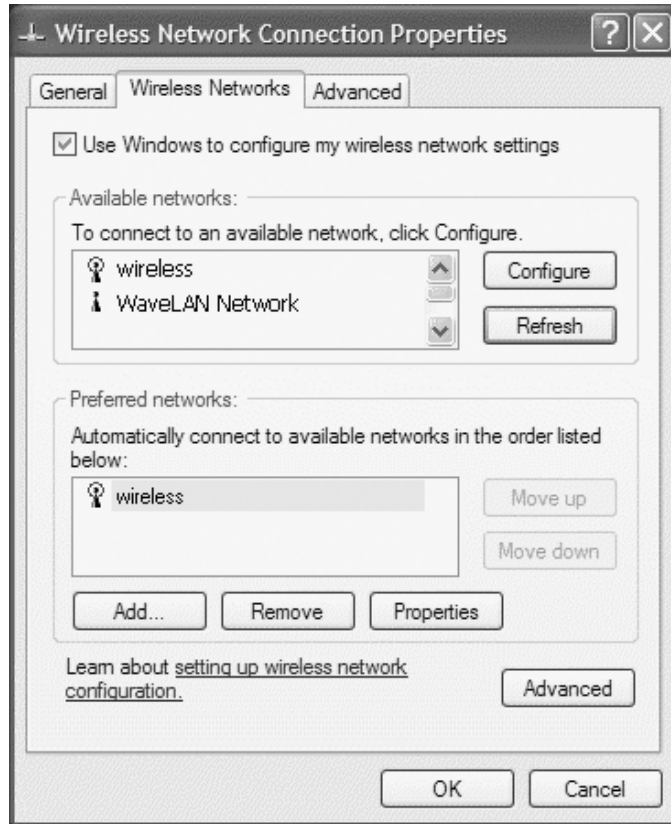 Wireless Network Connection Properties
General Wireless Networks Advanced
Use Windows to configure my wireless network settings
Available networks:
To connect to an available network, click Configure.
wireless
WaveLAN Network
Configure
Refresh
Preferred networks:
Automatically connect to available networks in the order listed
below:
wireless
Move up
Move down
Add... Remove Properties
Learn about setting up wireless network
configuration.
Advanced
OK Cancel